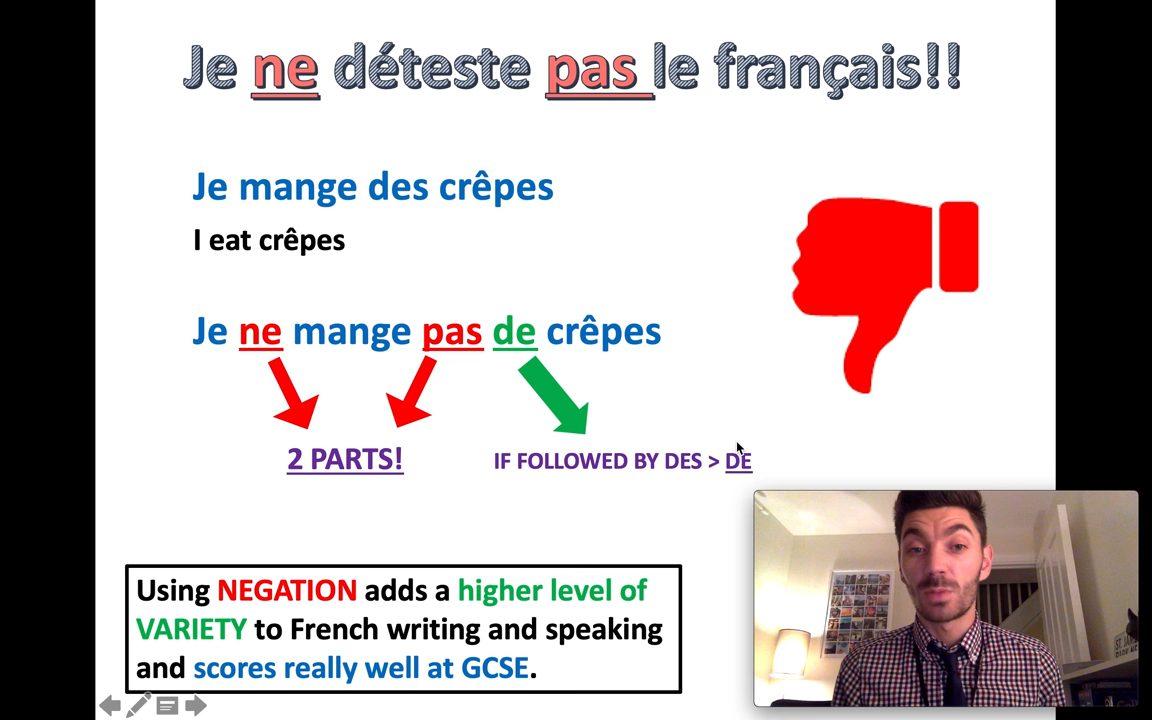 Je ne déteste pas le français!!
Je mange des crêpes
I eat crêpes
Je ne mange pas de crêpes
2 PARTS!
IF FOLLOWED BY DES > DE
Using NEGATION adds a higher level of
VARIETY to French writing and speaking
and scores really well at GCSE.